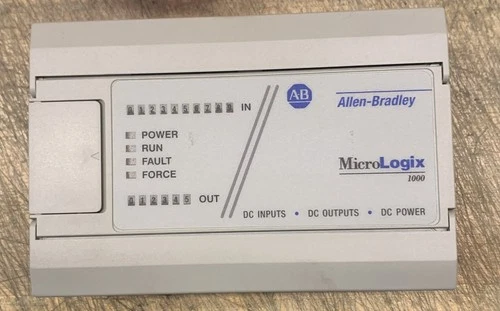 0 1 2 3 4 5 6 7 8 9 IN
AB
Allen-Bradley
POWER
RUN
FAULT
FORCE
MicroLogix
1000
0 1 2 3 4 5 OUT
DC INPUTS • DC OUTPUTS • DC POWER